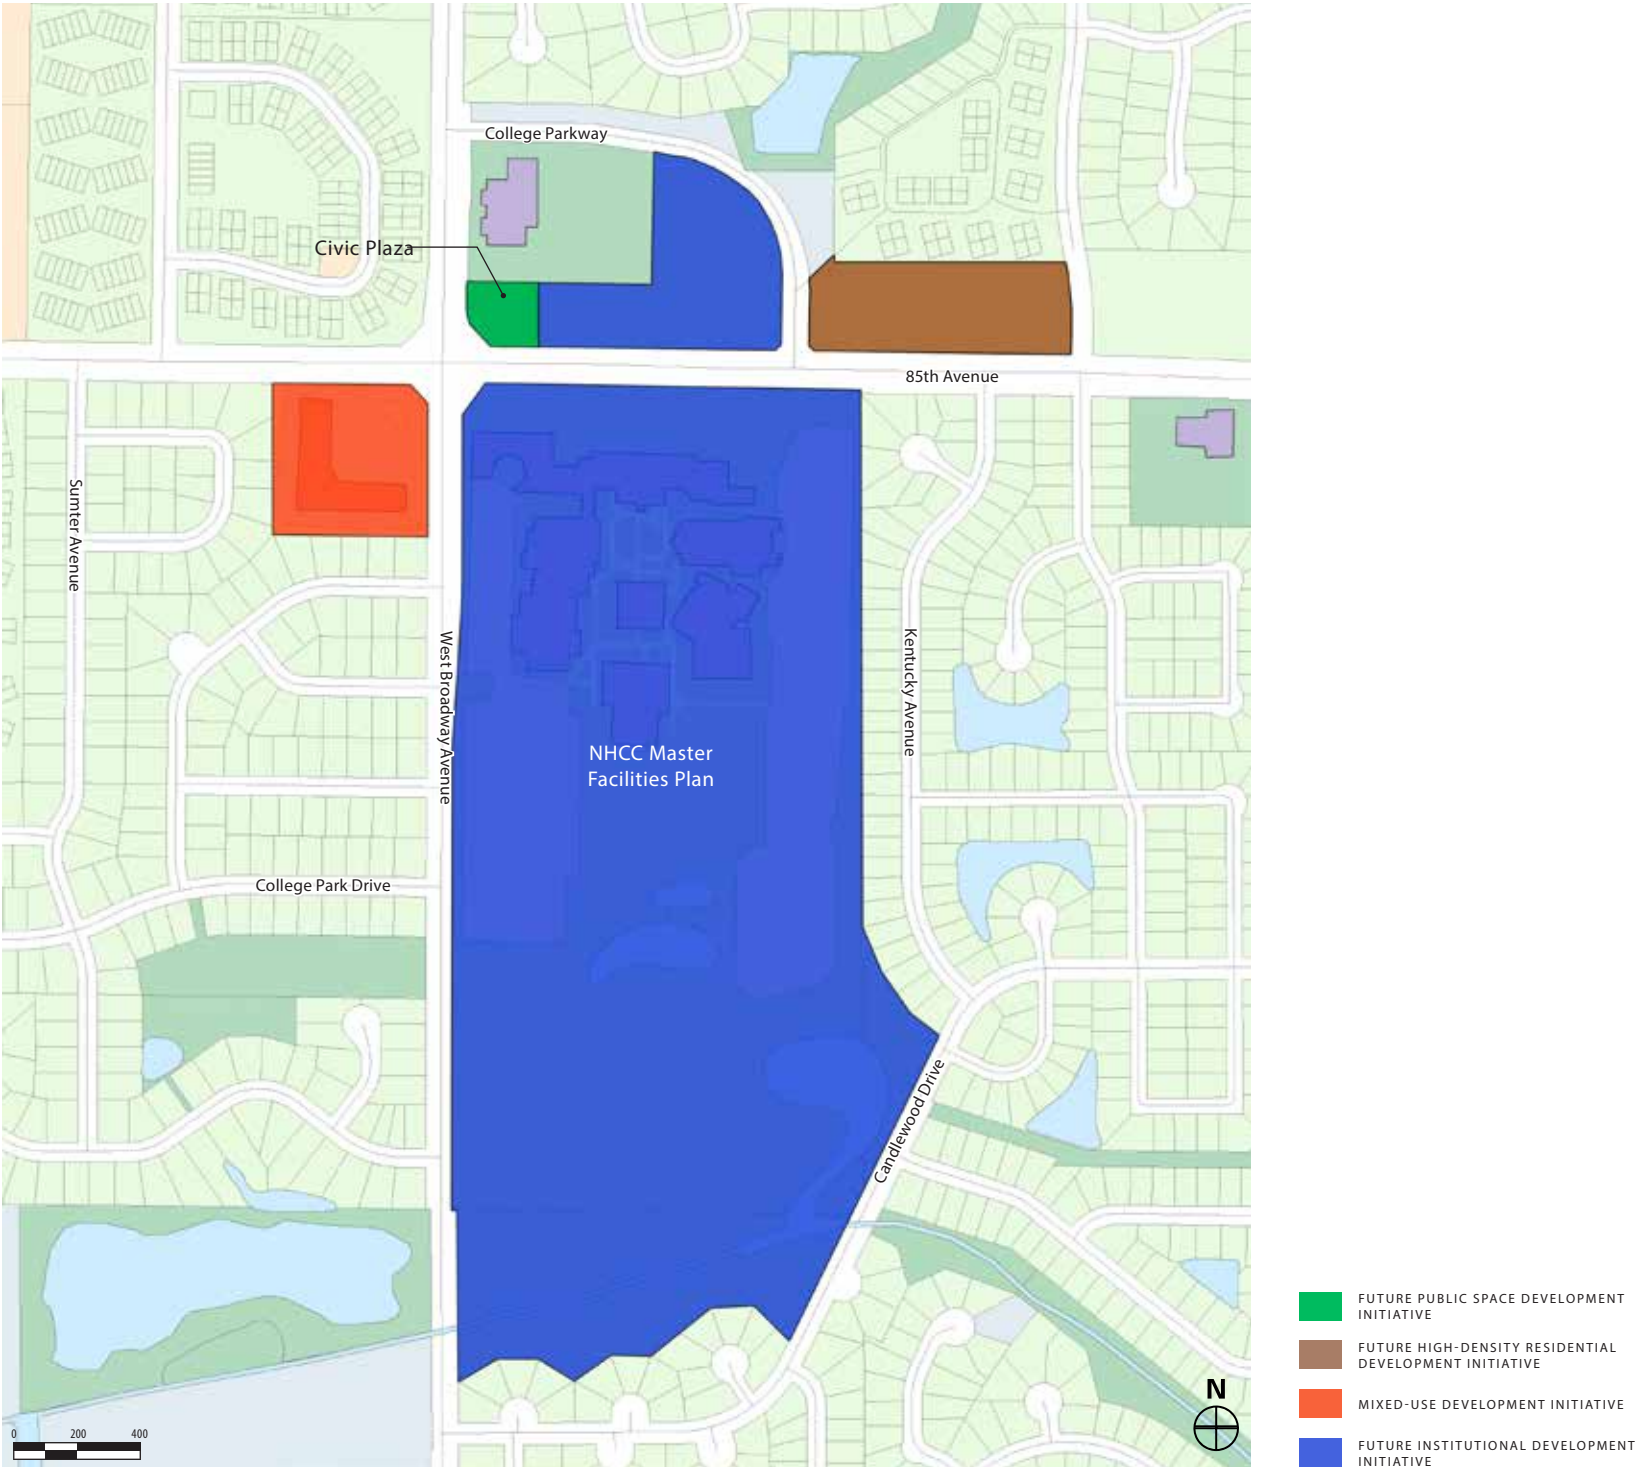 College Parkway
Civic Plaza
85th Avenue
Sumter Avenue
West Broadway Avenue
Kentucky Avenue
NHCC Master
Facilities Plan
College Park Drive
Candlewood Drive
FUTURE PUBLIC SPACE DEVELOPMENT
INITIATIVE
FUTURE HIGH-DENSITY RESIDENTIAL
DEVELOPMENT INITIATIVE
MIXED-USE DEVELOPMENT INITIATIVE
FUTURE INSTITUTIONAL DEVELOPMENT
INITIATIVE
N
0 200 400